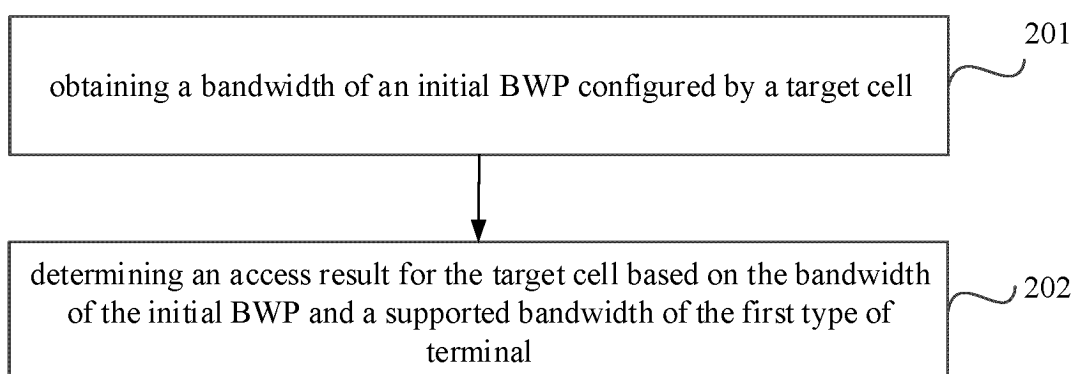 201
obtaining a bandwidth of an initial BWP configured by a target cell
determining an access result for the target cell based on the bandwidth
of the initial BWP and a supported bandwidth of the first type of
terminal
202